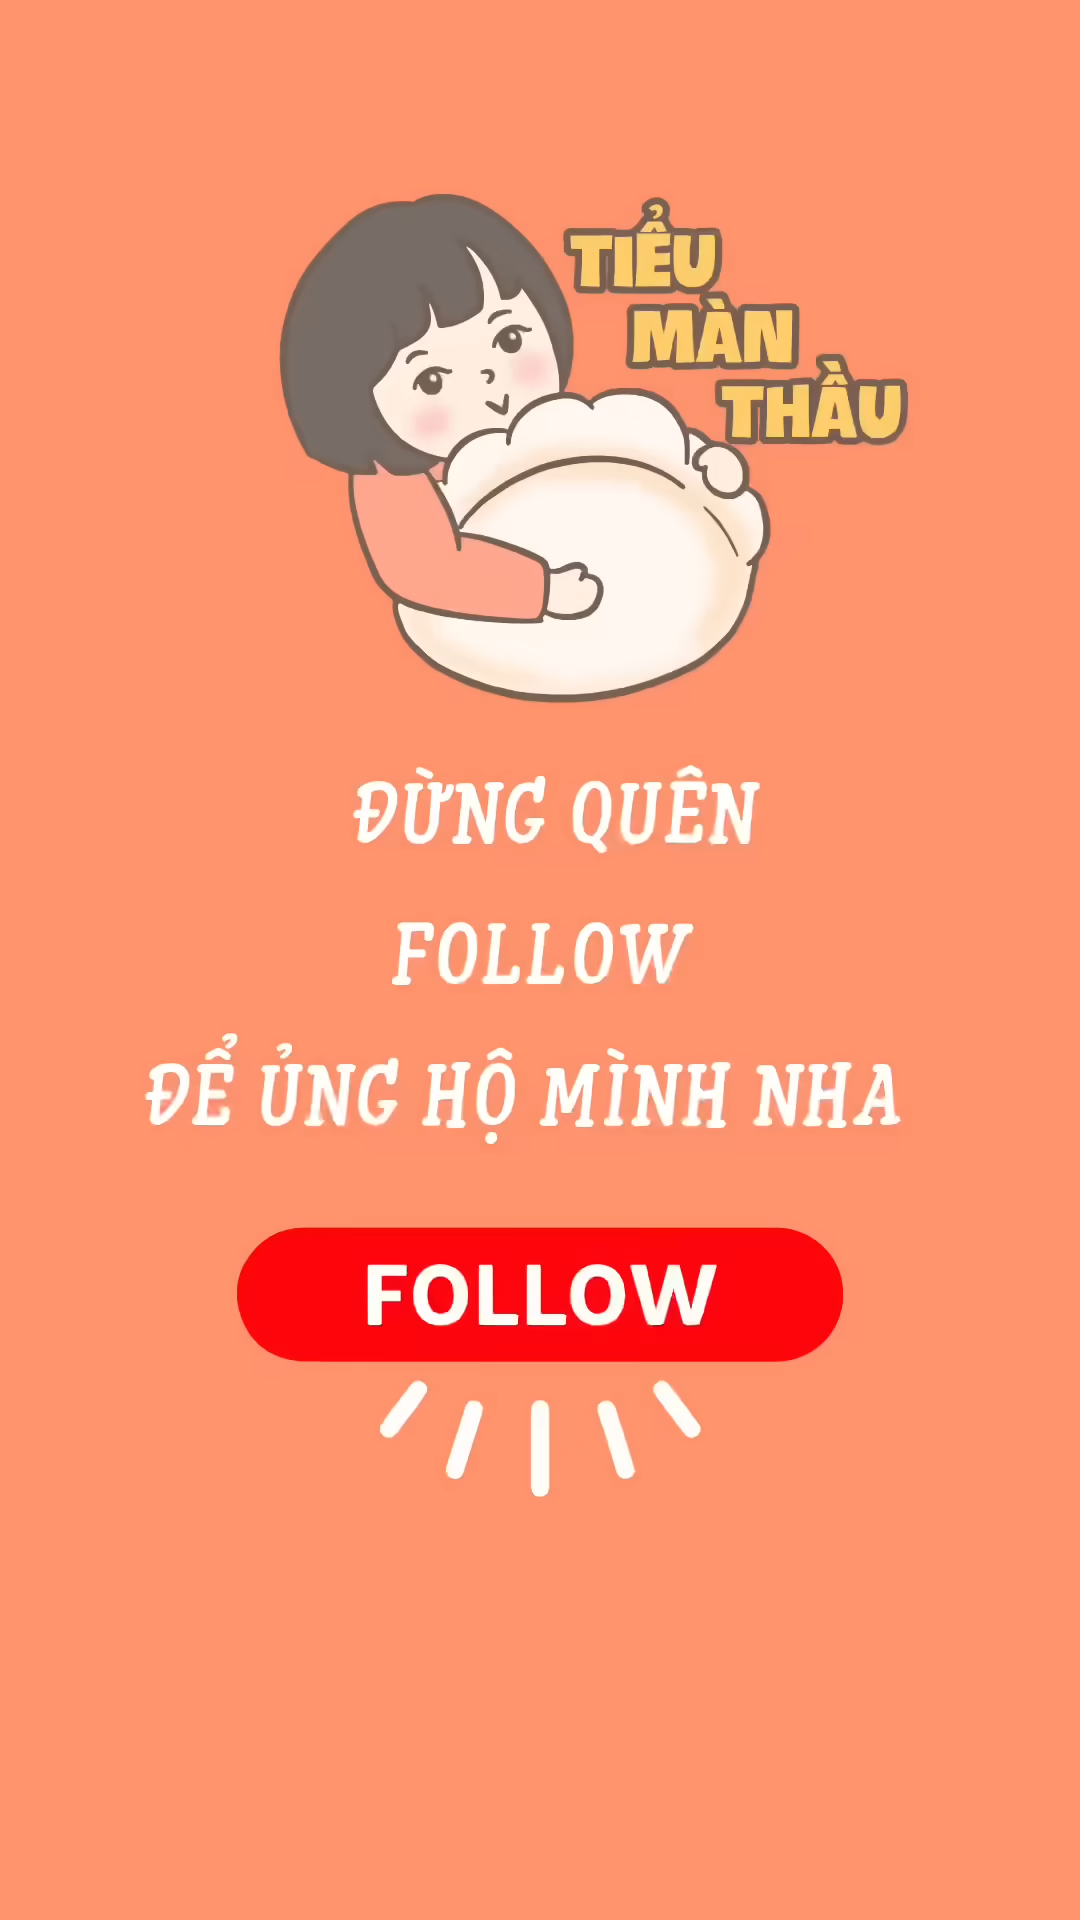 TIỂU
MÀN
THẦU
ĐỪNG QUÊN
FOLLOW
ĐỂ ỦNG HỘ MÌNH NHA
FOLLOW